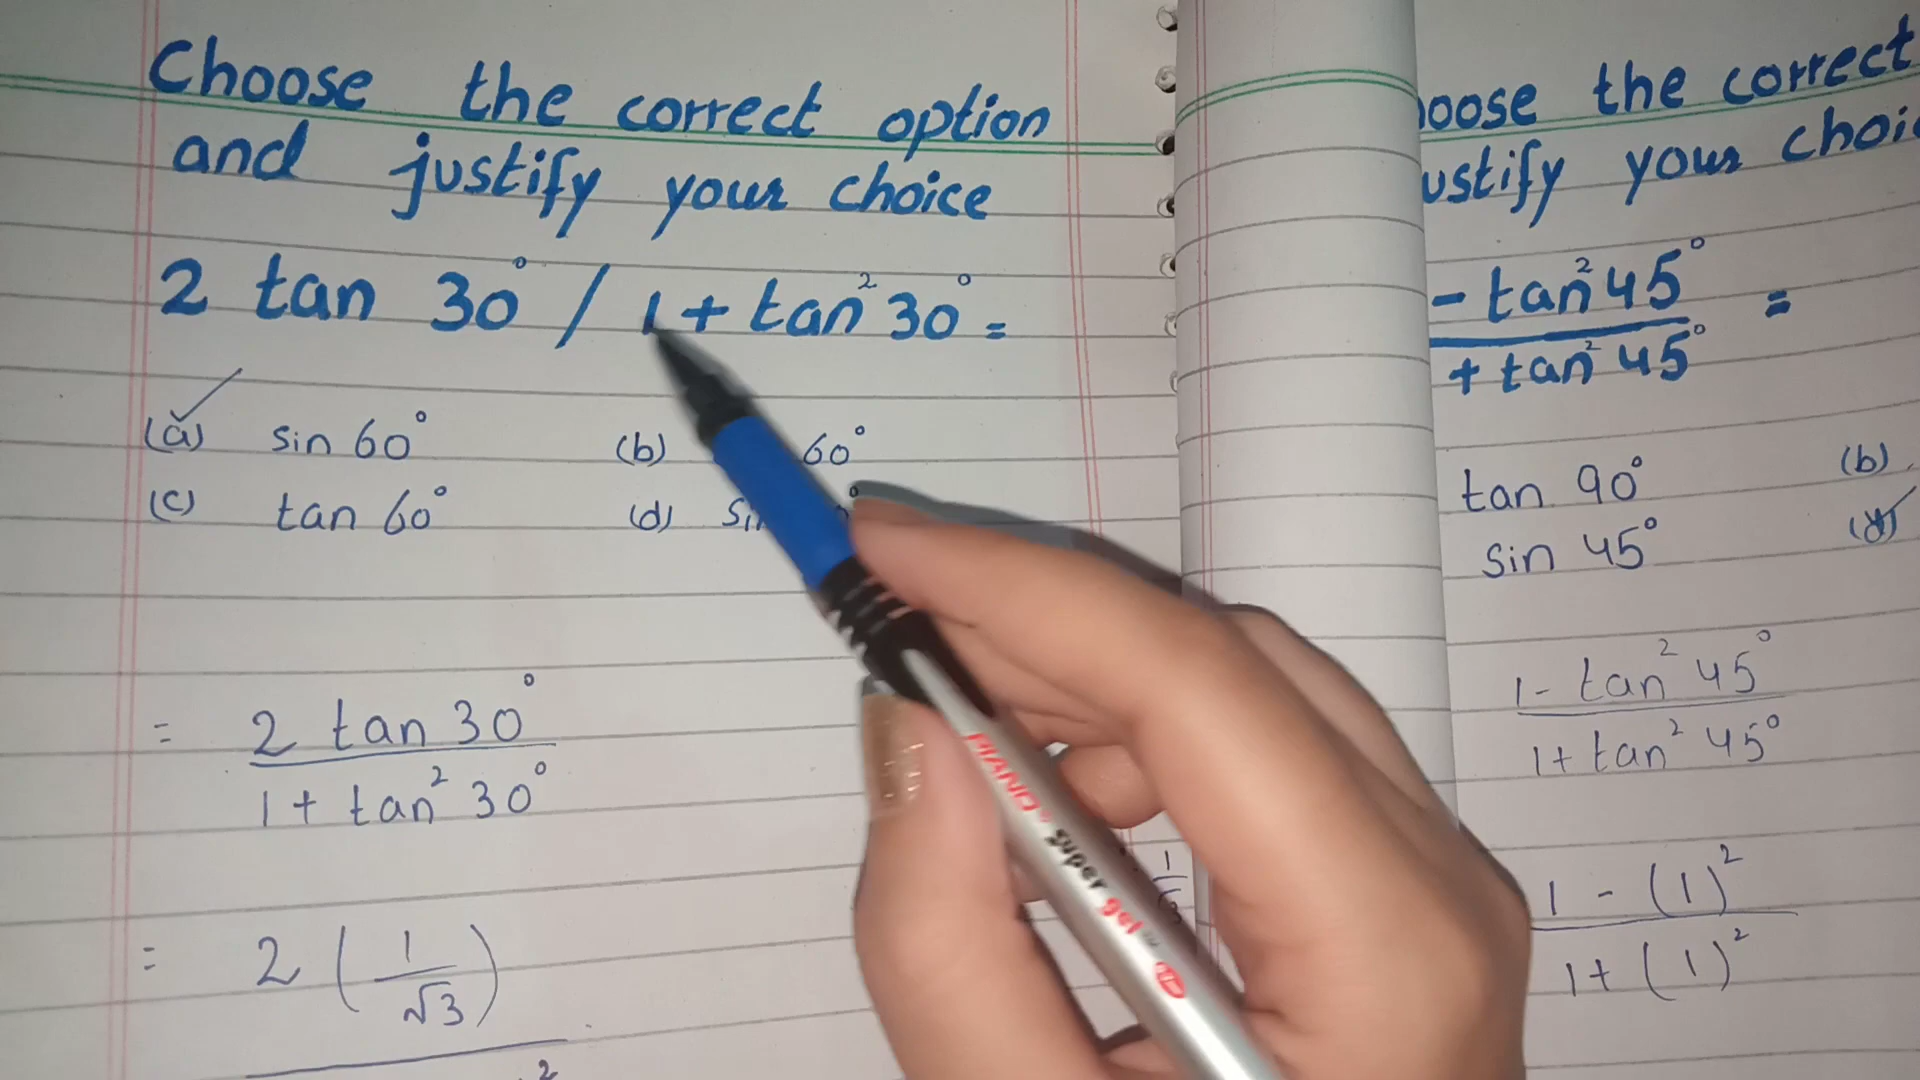 Choose the correct option
and justify your choice
2 tan 30° / 1 + tan² 30° =
(a) sin 60° (b) 60°
(c) tan 60° (d)
= 2 tan 30°
1 + tan² 30°
= 2 (1/√3)
2
oose the correct
ustify your
- tan² 45° =
+ tan² 45°
tan 90° (b)
sin 45° (d)
1 - tan² 45°
1 + tan² 45°
1 - (1)²
1 + (1)²
PIANO super gel